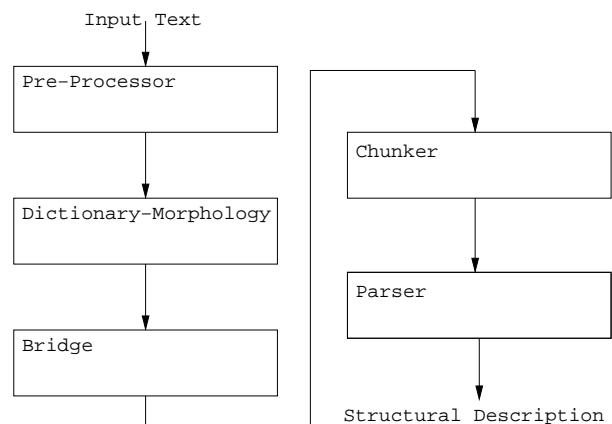 Input Text
Pre-Processor
Dictionary-Morphology
Bridge
Chunker
Parser
Structural Description